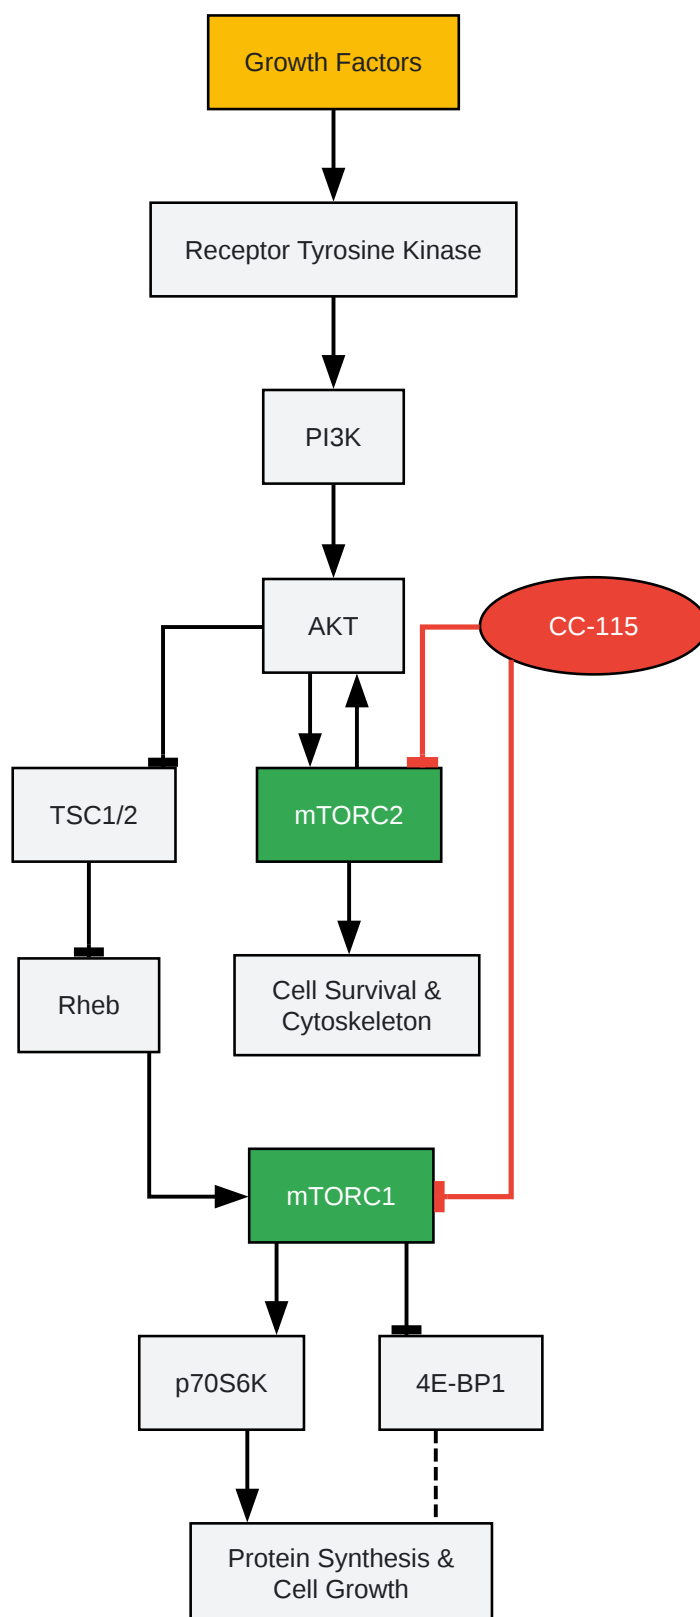 Growth Factors
Receptor Tyrosine Kinase
PI3K
AKT
CC-115
TSC1/2
mTORC2
Rheb
Cell Survival &
Cytoskeleton
mTORC1
p70S6K
4E-BP1
Protein Synthesis &
Cell Growth